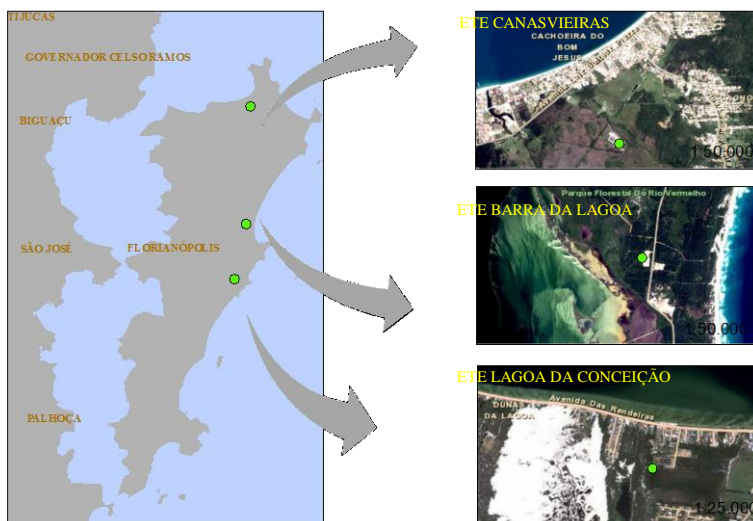 TIJUCAS
GOVERNADOR CELSO RAMOS
BIGUAÇU
SÃO JOSÉ
FLORIANÓPOLIS
PALHOÇA
ETE CANASVIEIRAS
CACHOEIRA DO
BOM
JESUS
1:50.000
Parque Florestal Do Rio Vermelho
ETE BARRA DA LAGOA
1:50.000
ETE LAGOA DA CONCEIÇÃO
Avenida Das Rendeiras
DUNAS
DA LAGOA
1:25.000